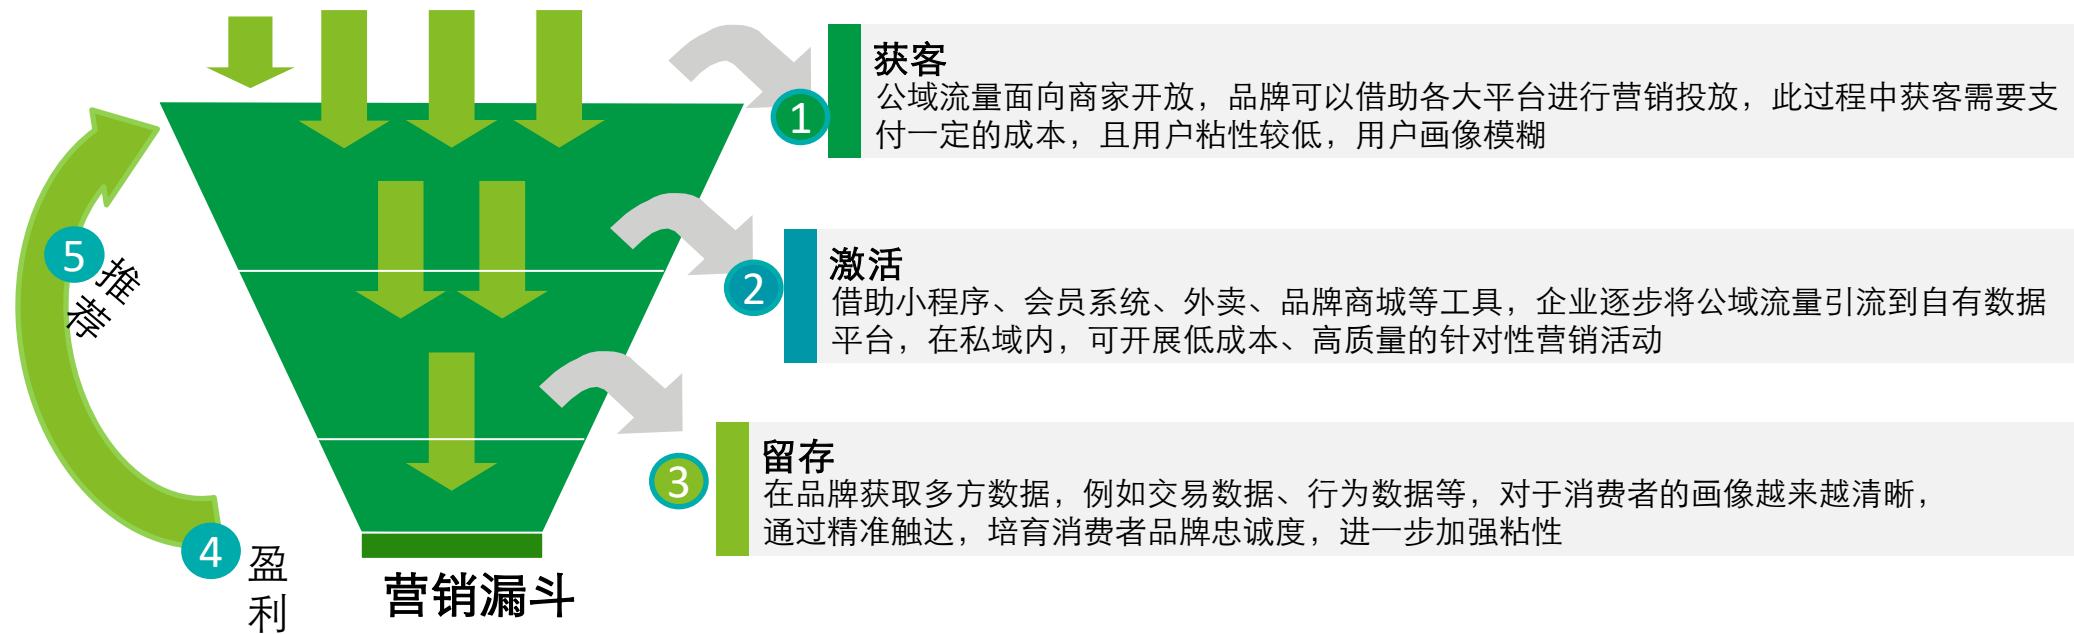 1
获客
公域流量面向商家开放，品牌可以借助各大平台进行营销投放，此过程中获客需要支
付一定的成本，且用户粘性较低，用户画像模糊
2
激活
借助小程序、会员系统、外卖、品牌商城等工具，企业逐步将公域流量引流到自有数据
平台，在私域内，可开展低成本、高质量的针对性营销活动
3
留存
在品牌获取多方数据，例如交易数据、行为数据等，对于消费者的画像越来越清晰，
通过精准触达，培育消费者品牌忠诚度，进一步加强粘性
4
盈
利
5
推
荐
营销漏斗